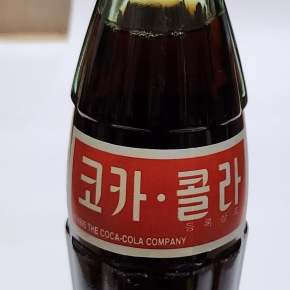 코카·콜라
THE COCA-COLA COMPANY